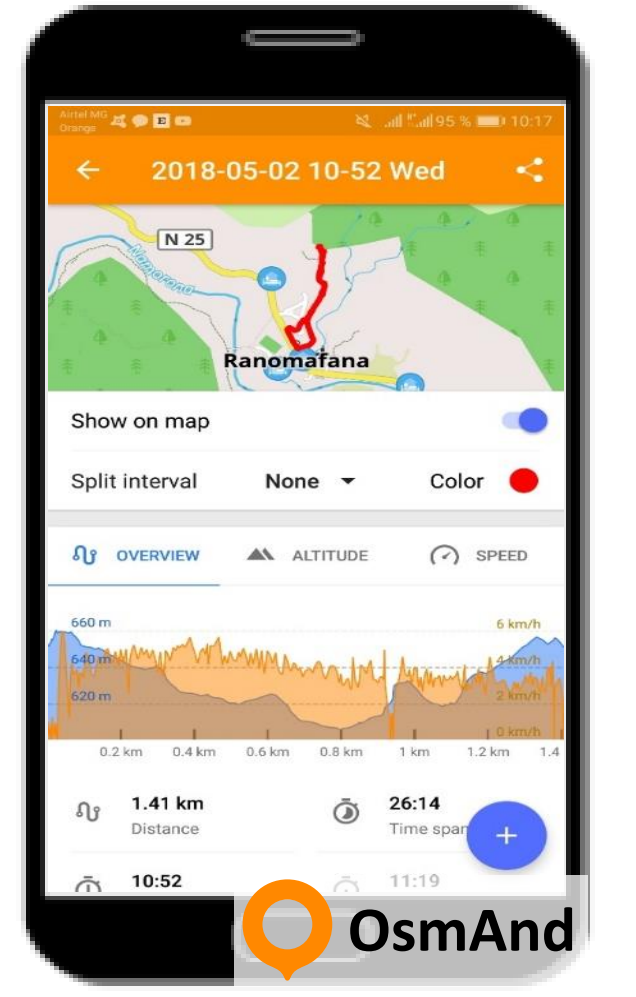 Airtel MG
Orange
E
95 % 10:17
2018-05-02 10-52 Wed
N 25
Namorona
Ranomafana
Show on map
Split interval None Color
OVERVIEW ALTITUDE SPEED
660 m 6 km/h
640 m 4 km/h
620 m 2 km/h
0 km/h
0.2 km 0.4 km 0.6 km 0.8 km 1 km 1.2 km 1.4
1.41 km 26:14
Distance Time span
+
10:52 11:19
OsmAnd